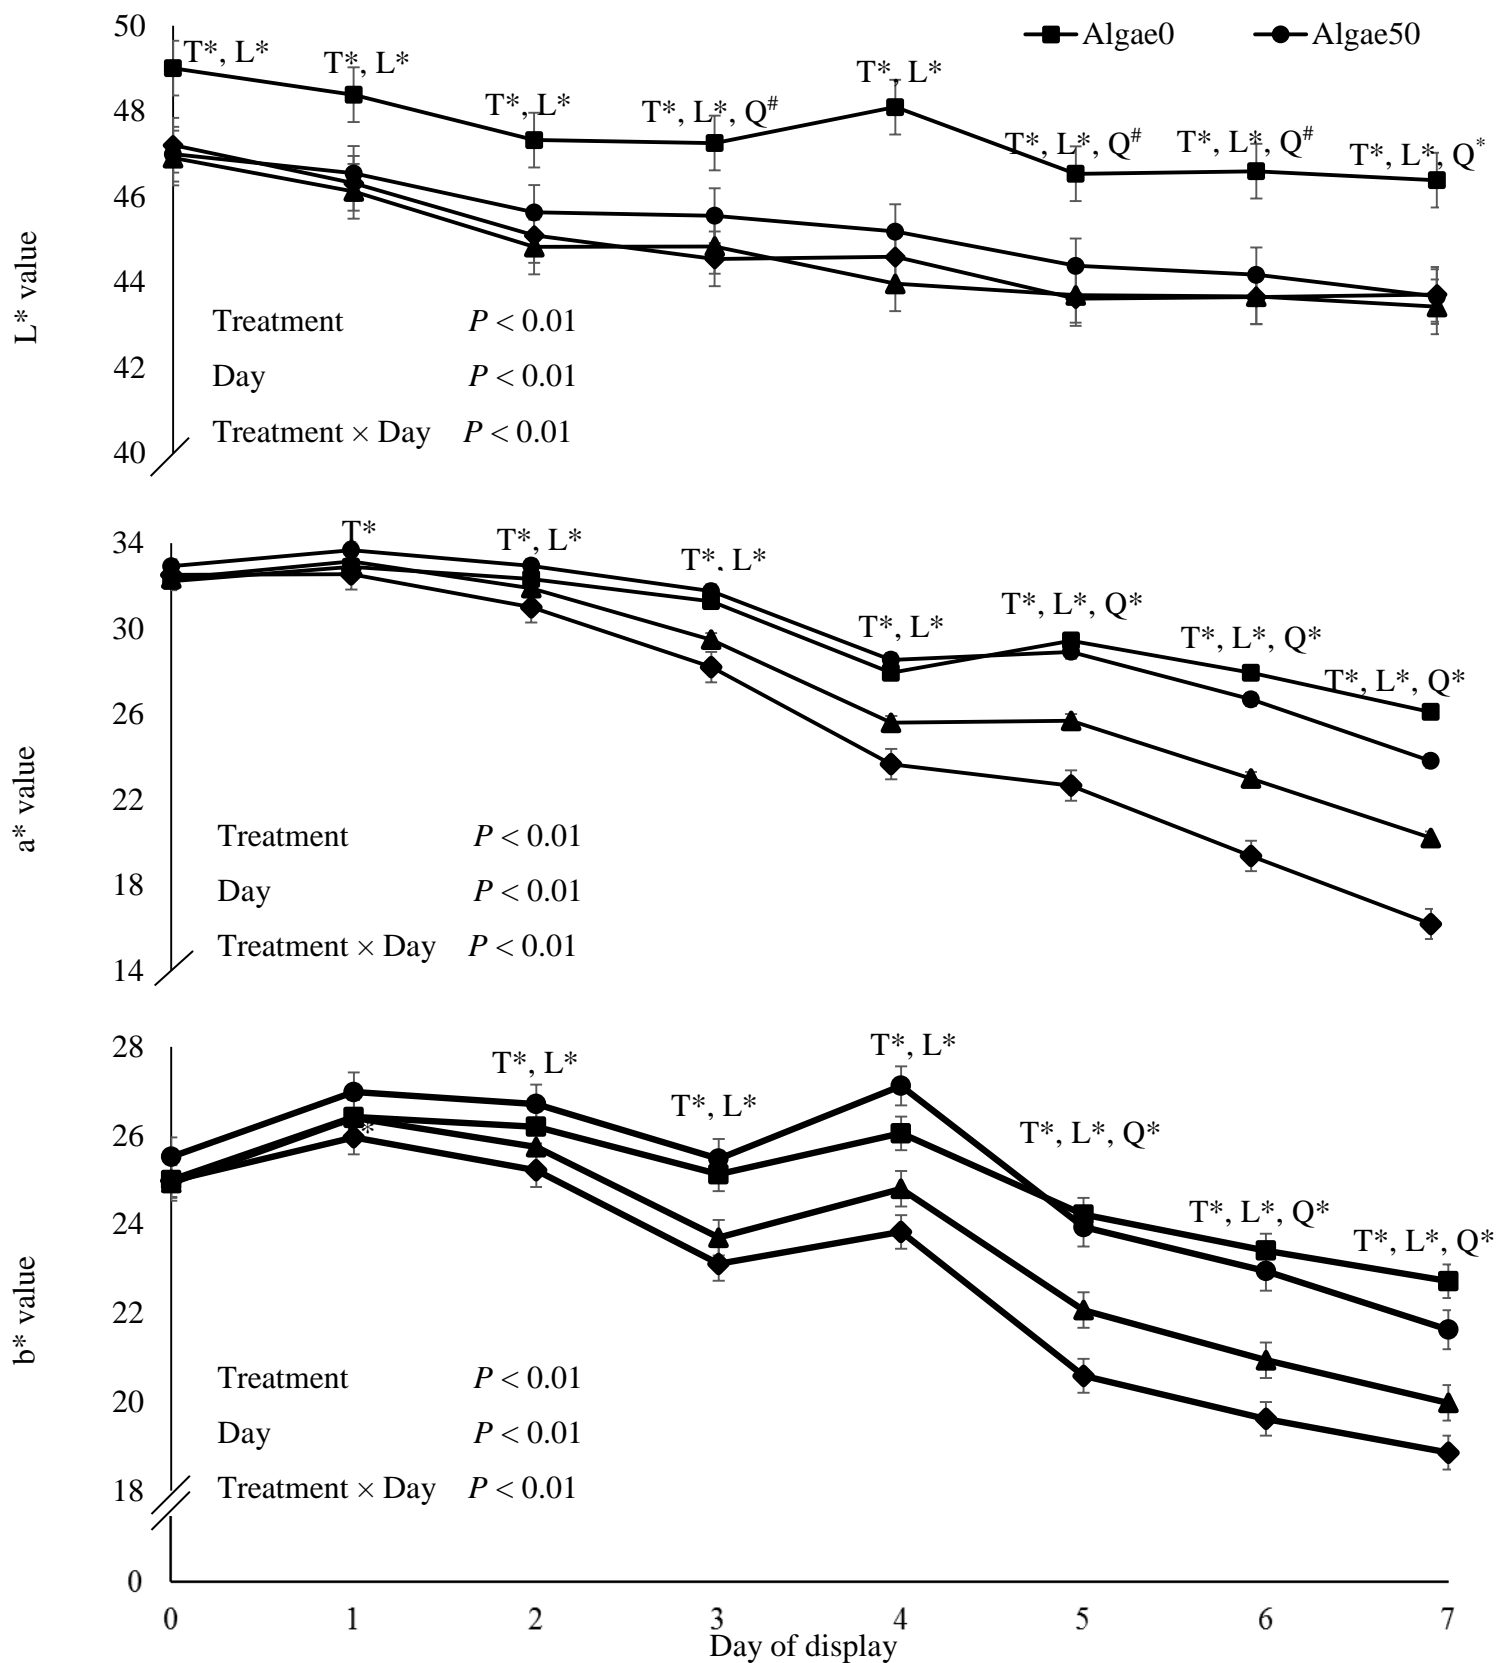 50
Algae0
Algae50
T*, L*
T*, L*
T*, L*
T*, L*, Q#
T*, L*
T*, L*, Q#
T*, L*, Q#
T*, L*, Q*
48
46
44
42
40
L* value
Treatment P < 0.01
Day P < 0.01
Treatment × Day P < 0.01
34
30
26
22
18
14
a* value
T*
T*, L*
T*, L*
T*, L*
T*, L*, Q*
T*, L*, Q*
T*, L*, Q*
Treatment P < 0.01
Day P < 0.01
Treatment × Day P < 0.01
28
26
24
22
20
18
0
b* value
*
T*, L*
T*, L*
T*, L*
T*, L*, Q*
T*, L*, Q*
T*, L*, Q*
Treatment P < 0.01
Day P < 0.01
Treatment × Day P < 0.01
0 1 2 3 4 5 6 7
Day of display